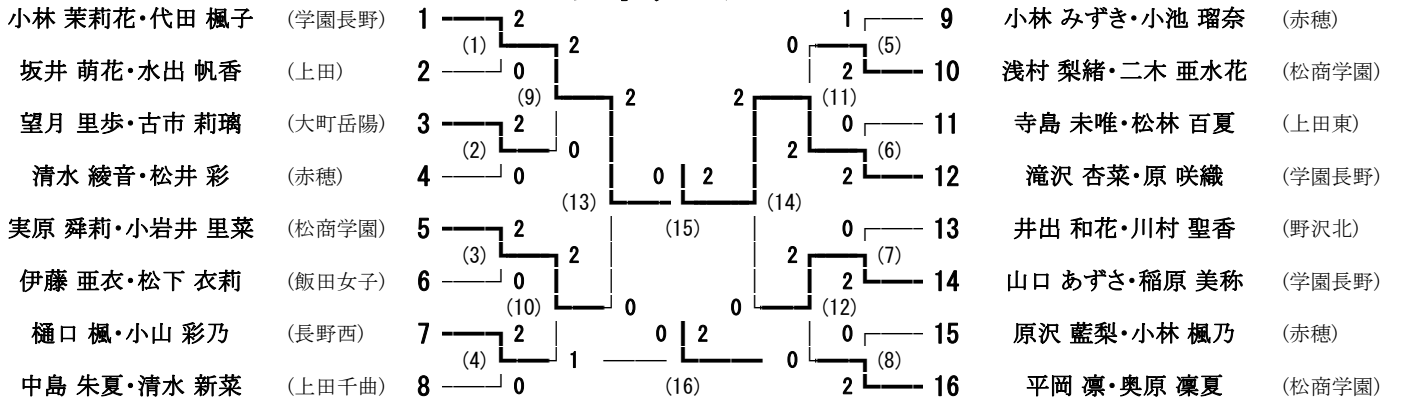 小林 茉莉花・代田 楓子 (学園長野) 1 2 1 9 小林 みずき・小池 瑠奈 (赤穂)
(1) 2 0 (5)
坂井 萌花・水出 帆香 (上田) 2 0 2 10 浅村 梨緒・二木 亜水花 (松商学園)
(9) 2 2 (11)
望月 里歩・古市 莉璃 (大町岳陽) 3 2 0 11 寺島 未唯・松林 百夏 (上田東)
(2) 0 2 (6)
清水 綾音・松井 彩 (赤穂) 4 0 0 2 2 12 滝沢 杏菜・原 咲織 (学園長野)
(13) (14)
実原 舜莉・小岩井 里菜 (松商学園) 5 2 (15) 0 13 井出 和花・川村 聖香 (野沢北)
(3) 2 2 (7)
伊藤 亜衣・松下 衣莉 (飯田女子) 6 0 2 14 山口 あずさ・稲原 美称 (学園長野)
(10) 0 0 (12)
樋口 楓・小山 彩乃 (長野西) 7 2 0 2 0 15 原沢 藍梨・小林 楓乃 (赤穂)
(4) 1 0 (8)
中島 朱夏・清水 新菜 (上田千曲) 8 0 (16) 2 16 平岡 凛・奥原 凜夏 (松商学園)